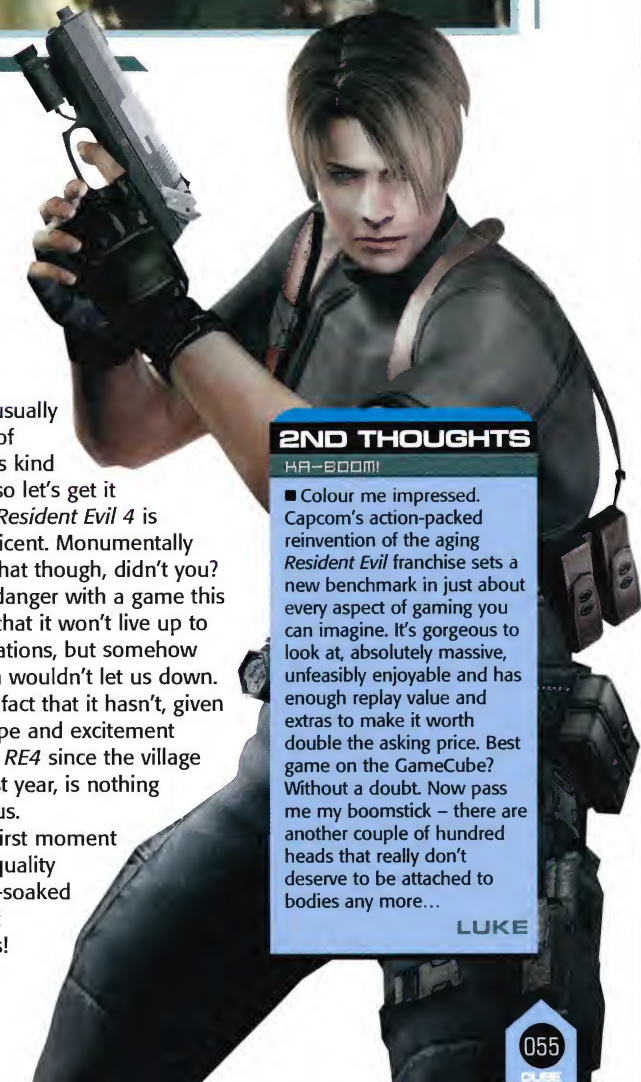 usually
of
s kind
so let's get it
Resident Evil 4 is
icent. Monumentally
hat though, didn't you?
danger with a game this
that it won't live up to
ations, but somehow
n wouldn't let us down.
fact that it hasn't, given
pe and excitement
RE4 since the village
st year, is nothing
us.
irst moment
quality
-soaked
s!
2ND THOUGHTS
KA-BOOM!
■ Colour me impressed.
Capcom's action-packed
reinvention of the aging
Resident Evil franchise sets a
new benchmark in just about
every aspect of gaming you
can imagine. It's gorgeous to
look at, absolutely massive,
unfeasibly enjoyable and has
enough replay value and
extras to make it worth
double the asking price. Best
game on the GameCube?
Without a doubt. Now pass
me my boomstick – there are
another couple of hundred
heads that really don't
deserve to be attached to
bodies any more...
LUKE
055
CUBE